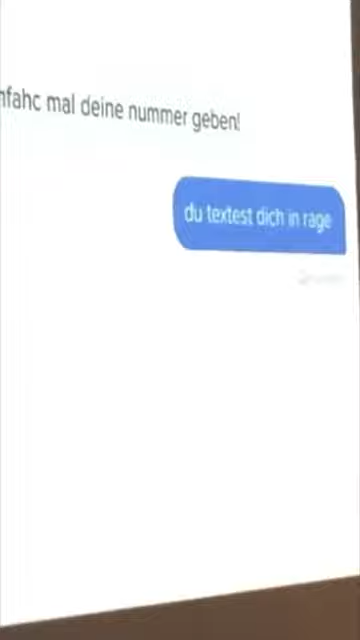 nfahc mal deine nummer geben!
du textest dich in rage